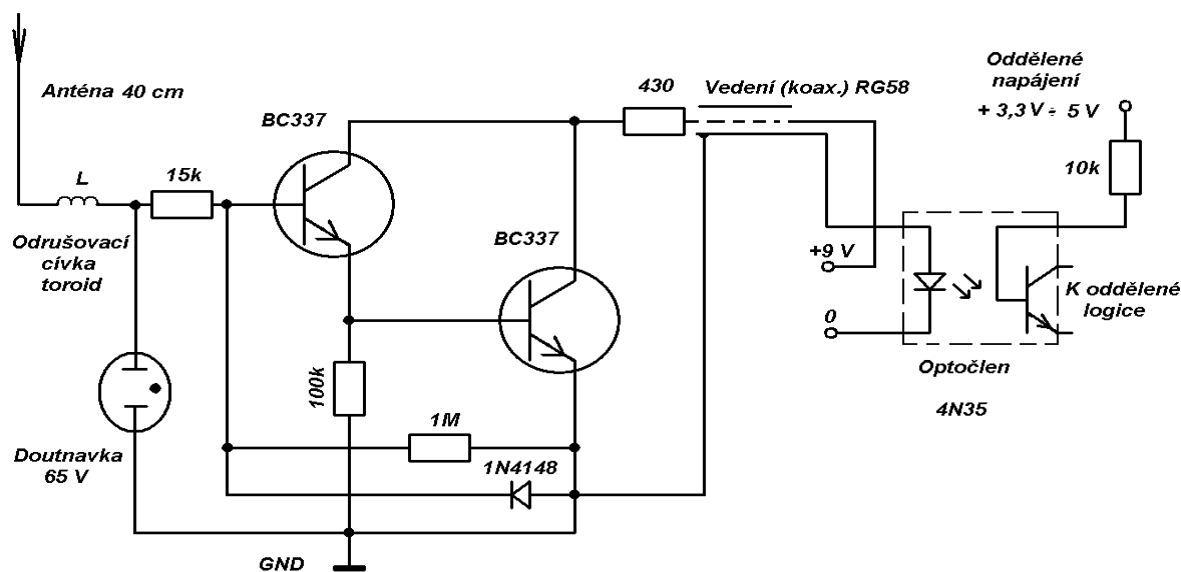 Anténa 40 cm
BC337
430
Vedení (koax.) RG58
Oddělené
napájení
+ 3,3 V ÷ 5 V
10k
L
15k
Odrušovací
cívka
toroid
BC337
+9 V
0
K oddělené
logice
Optočlen
4N35
100k
1M
1N4148
Doutnavka
65 V
GND